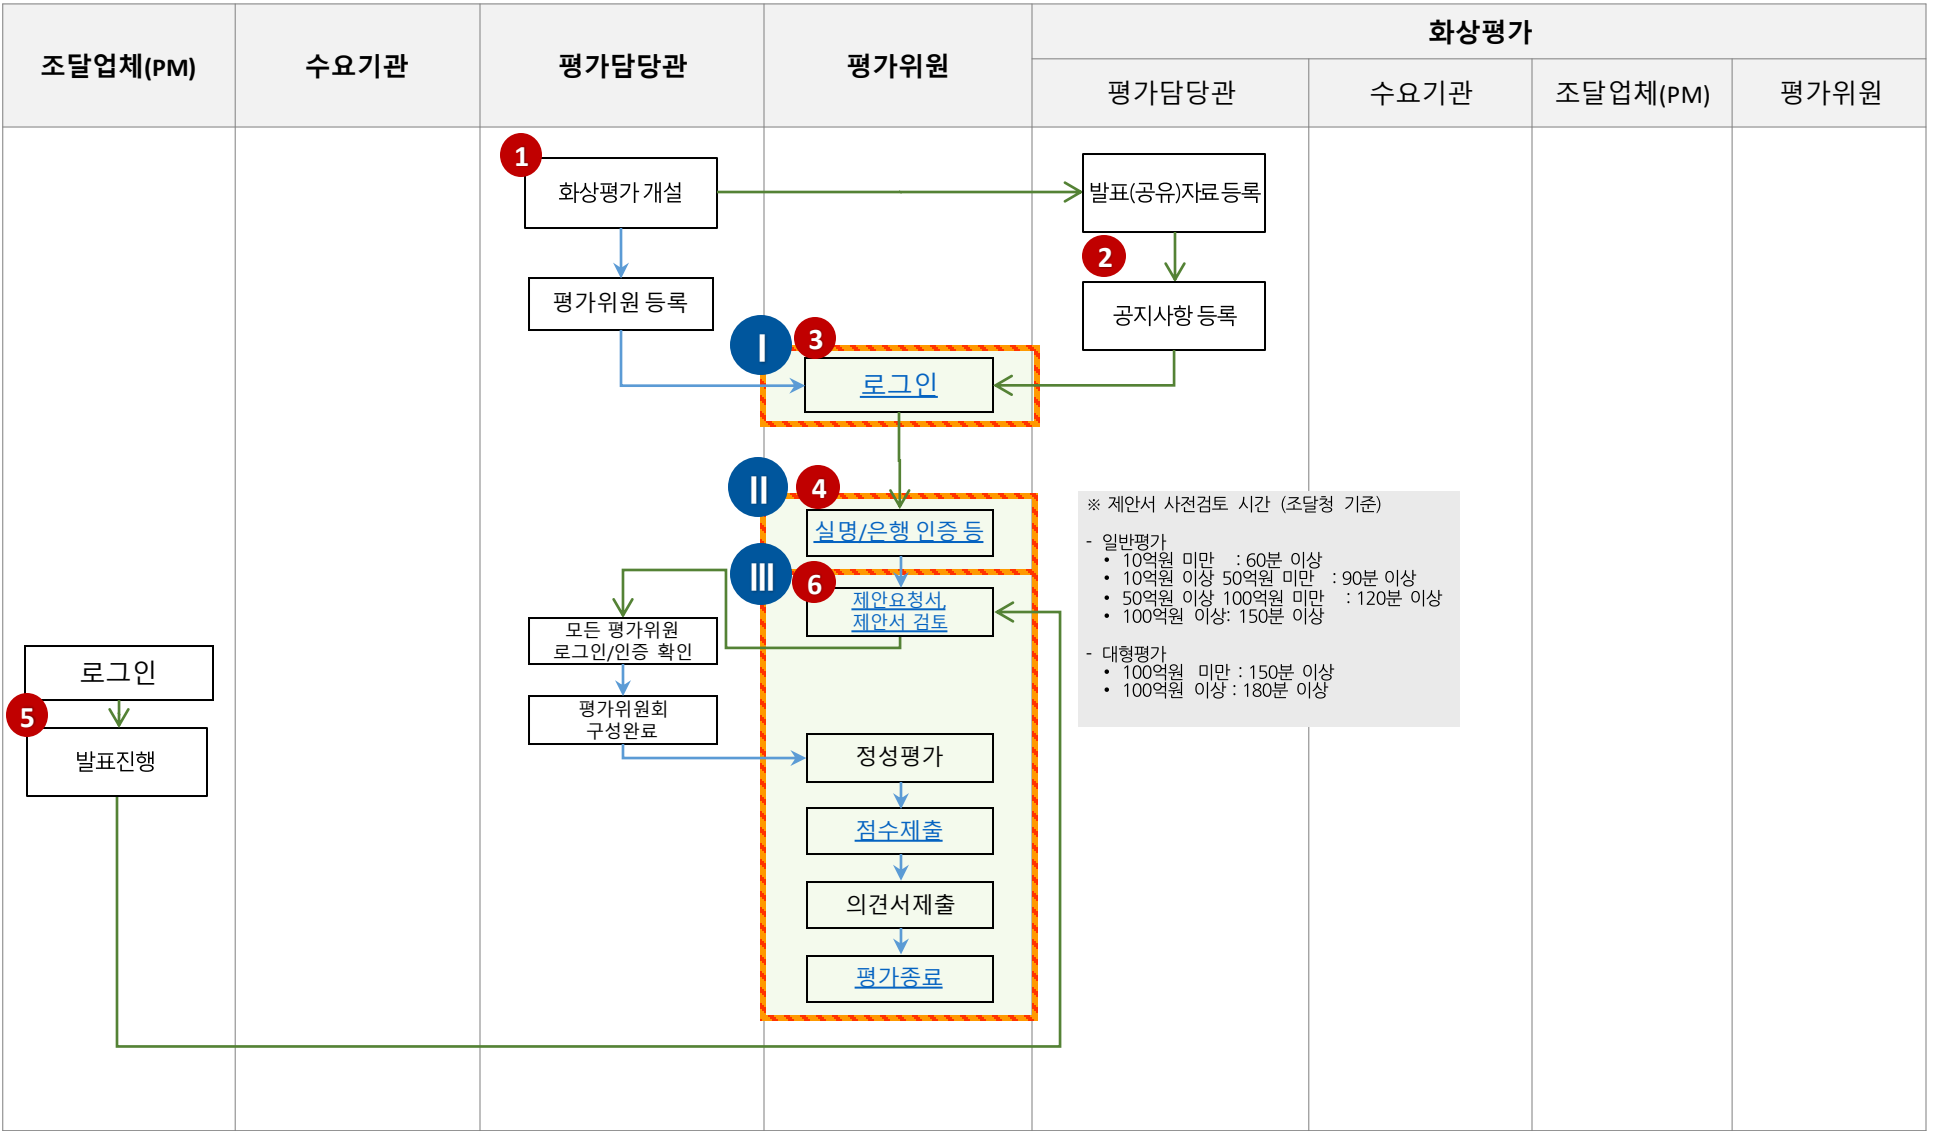 화상평가
조달업체(PM)
수요기관
평가담당관
평가위원
평가담당관
수요기관
조달업체(PM)
평가위원
1
화상평가 개설
발표(공유)자료 등록
2
평가위원 등록
공지사항 등록
I
3
로그인
II
4
실명/은행 인증 등
III
6
제안요청서,
제안서 검토
모든 평가위원
로그인/인증 확인
평가위원회
구성완료
로그인
5
발표진행
정성평가
점수제출
의견서제출
평가종료
※ 제안서 사전검토 시간 (조달청 기준)
- 일반평가
• 10억원 미만 : 60분 이상
• 10억원 이상 50억원 미만 : 90분 이상
• 50억원 이상 100억원 미만 : 120분 이상
• 100억원 이상: 150분 이상
- 대형평가
• 100억원 미만 : 150분 이상
• 100억원 이상 : 180분 이상